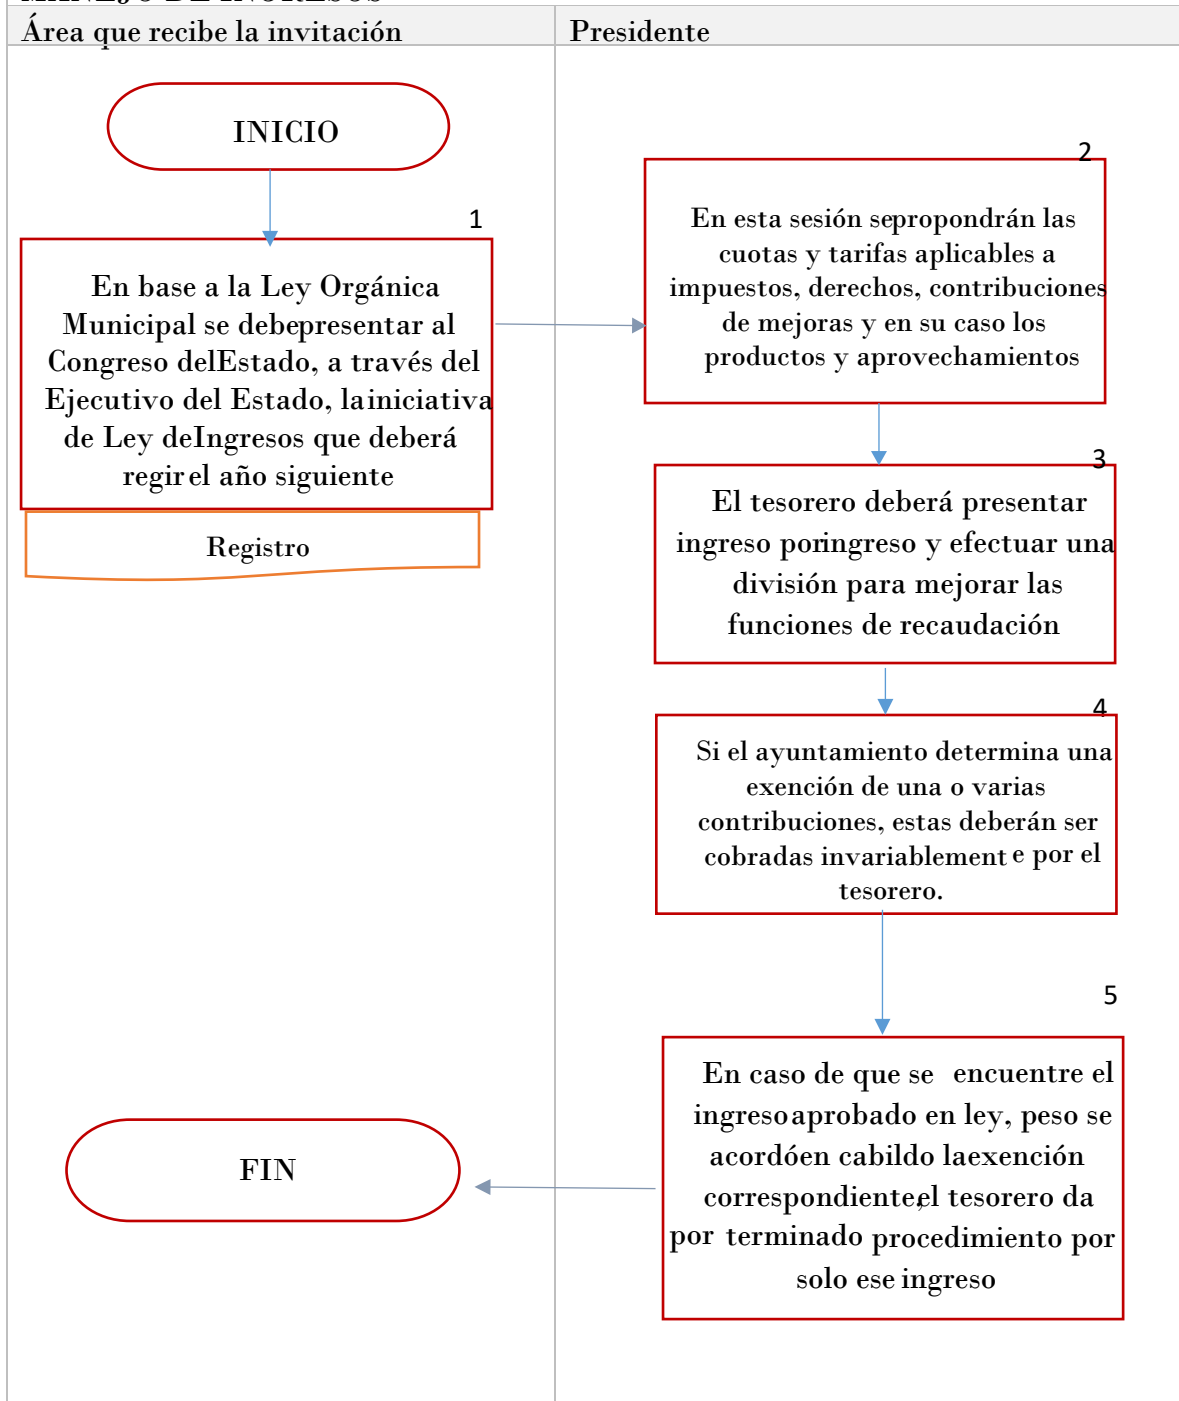 MANEJO DE INGRESOS
Área que recibe la invitación
Presidente
INICIO
1
En base a la Ley Orgánica
Municipal se debepresentar al
Congreso delEstado, a través del
Ejecutivo del Estado, lainiciativa
de Ley deIngresos que deberá
regir el año siguiente
Registro
2
En esta sesión sepropondrán las
cuotas y tarifas aplicables a
impuestos, derechos, contribuciones
de mejoras y en su caso los
productos y aprovechamientos
3
El tesorero deberá presentar
ingreso poringreso y efectuar una
división para mejorar las
funciones de recaudación
4
Si el ayuntamiento determina una
exención de una o varias
contribuciones, estas deberán ser
cobradas invariablement e por el
tesorero.
5
En caso de que se encuentre el
ingreso aprobado en ley, peso se
acordóen cabildo laexención
correspondiente,el tesorero da
por terminado procedimiento por
solo ese ingreso
FIN